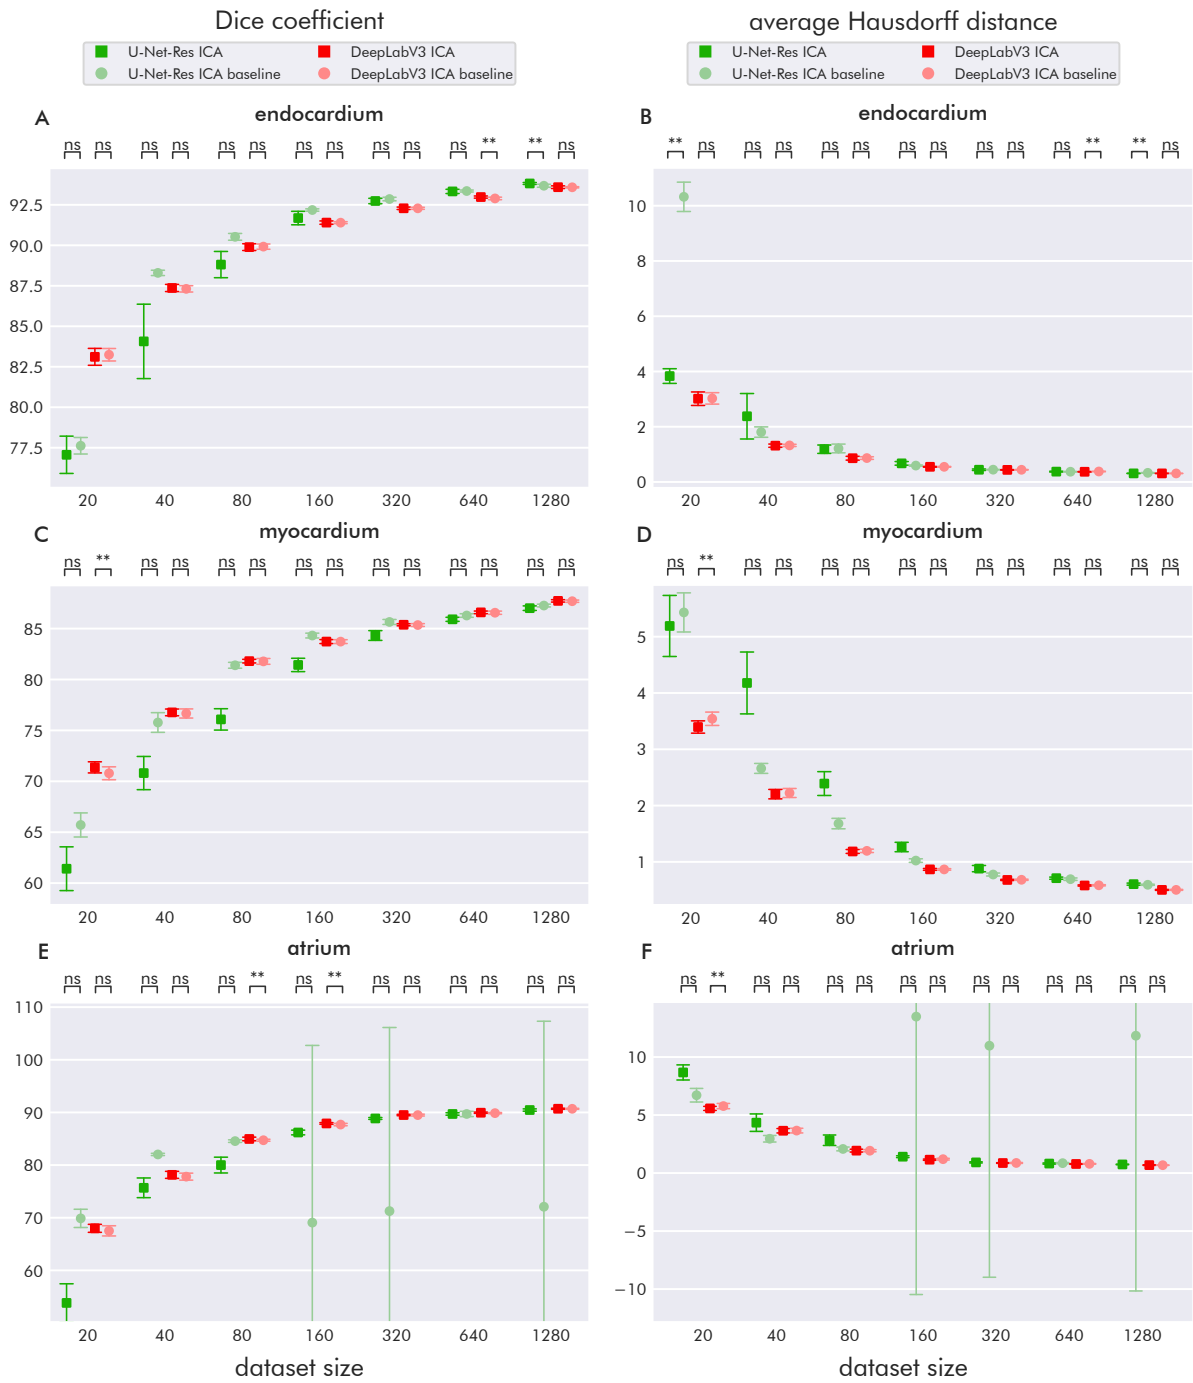 Dice coefficient
U-Net-Res ICA DeepLabV3 ICA
U-Net-Res ICA baseline DeepLabV3 ICA baseline
average Hausdorff distance
U-Net-Res ICA DeepLabV3 ICA
U-Net-Res ICA baseline DeepLabV3 ICA baseline
A endocardium
ns ns ns ns ns ns ns ns ns ns ns ** ** ns
92.5
90.0
87.5
85.0
82.5
80.0
77.5
20 40 80 160 320 640 1280
B endocardium
** ns ns ns ns ns ns ns ns ns ns ** ** ns
10
8
6
4
2
0
20 40 80 160 320 640 1280
C myocardium
ns ** ns ns ns ns ns ns ns ns ns ns ns ns
85
80
75
70
65
60
20 40 80 160 320 640 1280
D myocardium
ns ** ns ns ns ns ns ns ns ns ns ns ns ns
5
4
3
2
1
20 40 80 160 320 640 1280
E atrium
ns ns ns ns ns ** ns ** ns ns ns ns ns ns
110
100
90
80
70
60
20 40 80 160 320 640 1280
dataset size
F atrium
ns ** ns ns ns ns ns ns ns ns ns ns ns ns
10
5
0
−5
−10
20 40 80 160 320 640 1280
dataset size